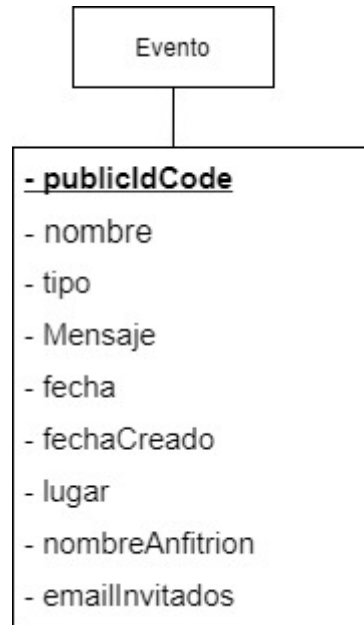 Evento
- publicIdCode
- nombre
- tipo
- Mensaje
- fecha
- fechaCreado
- lugar
- nombreAnfitrion
- emailInvitados